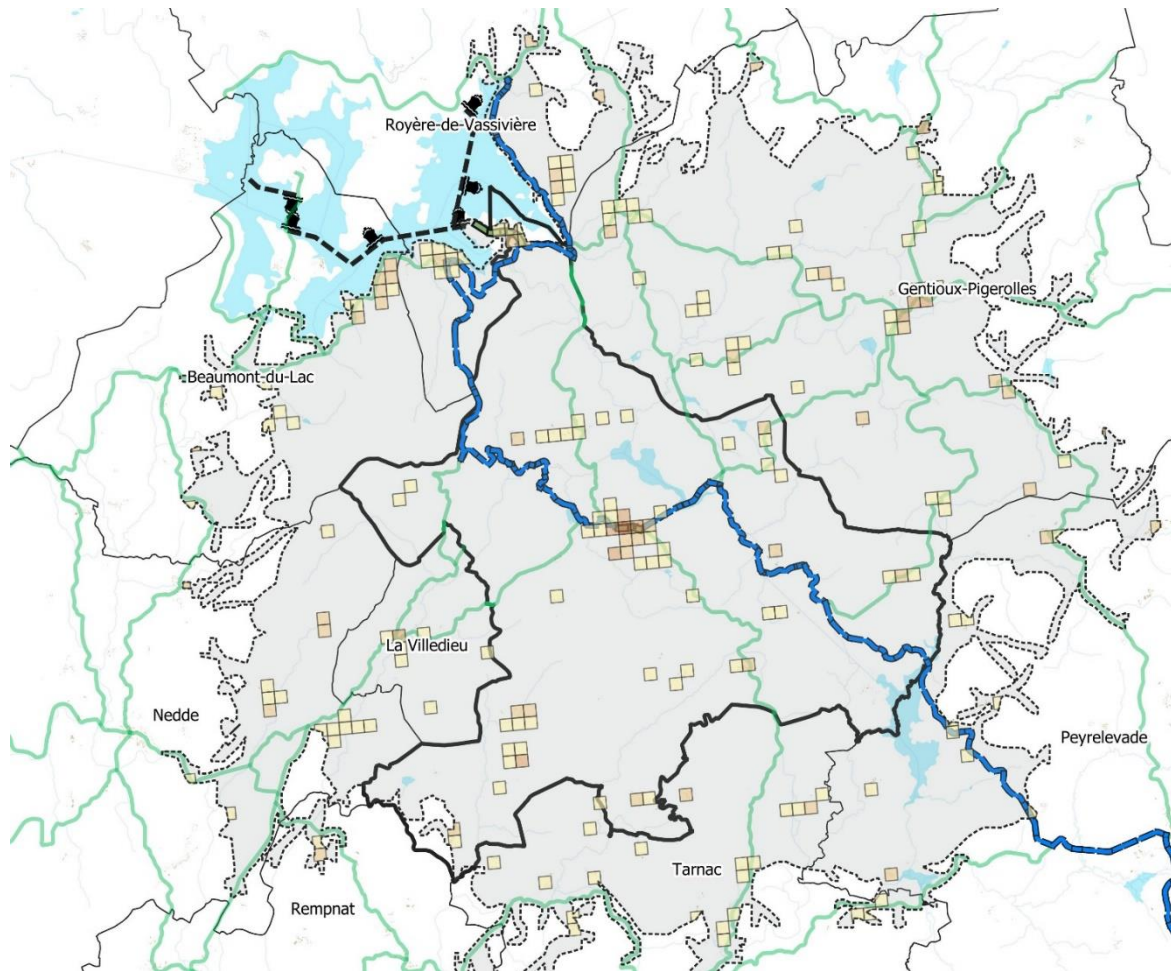 Royère-de-Vassivière
Gentioux-Pigerolles
Beaumont-du-Lac
La Villedieu
Nedde
Peyrelevade
Tarnac
Rempnat